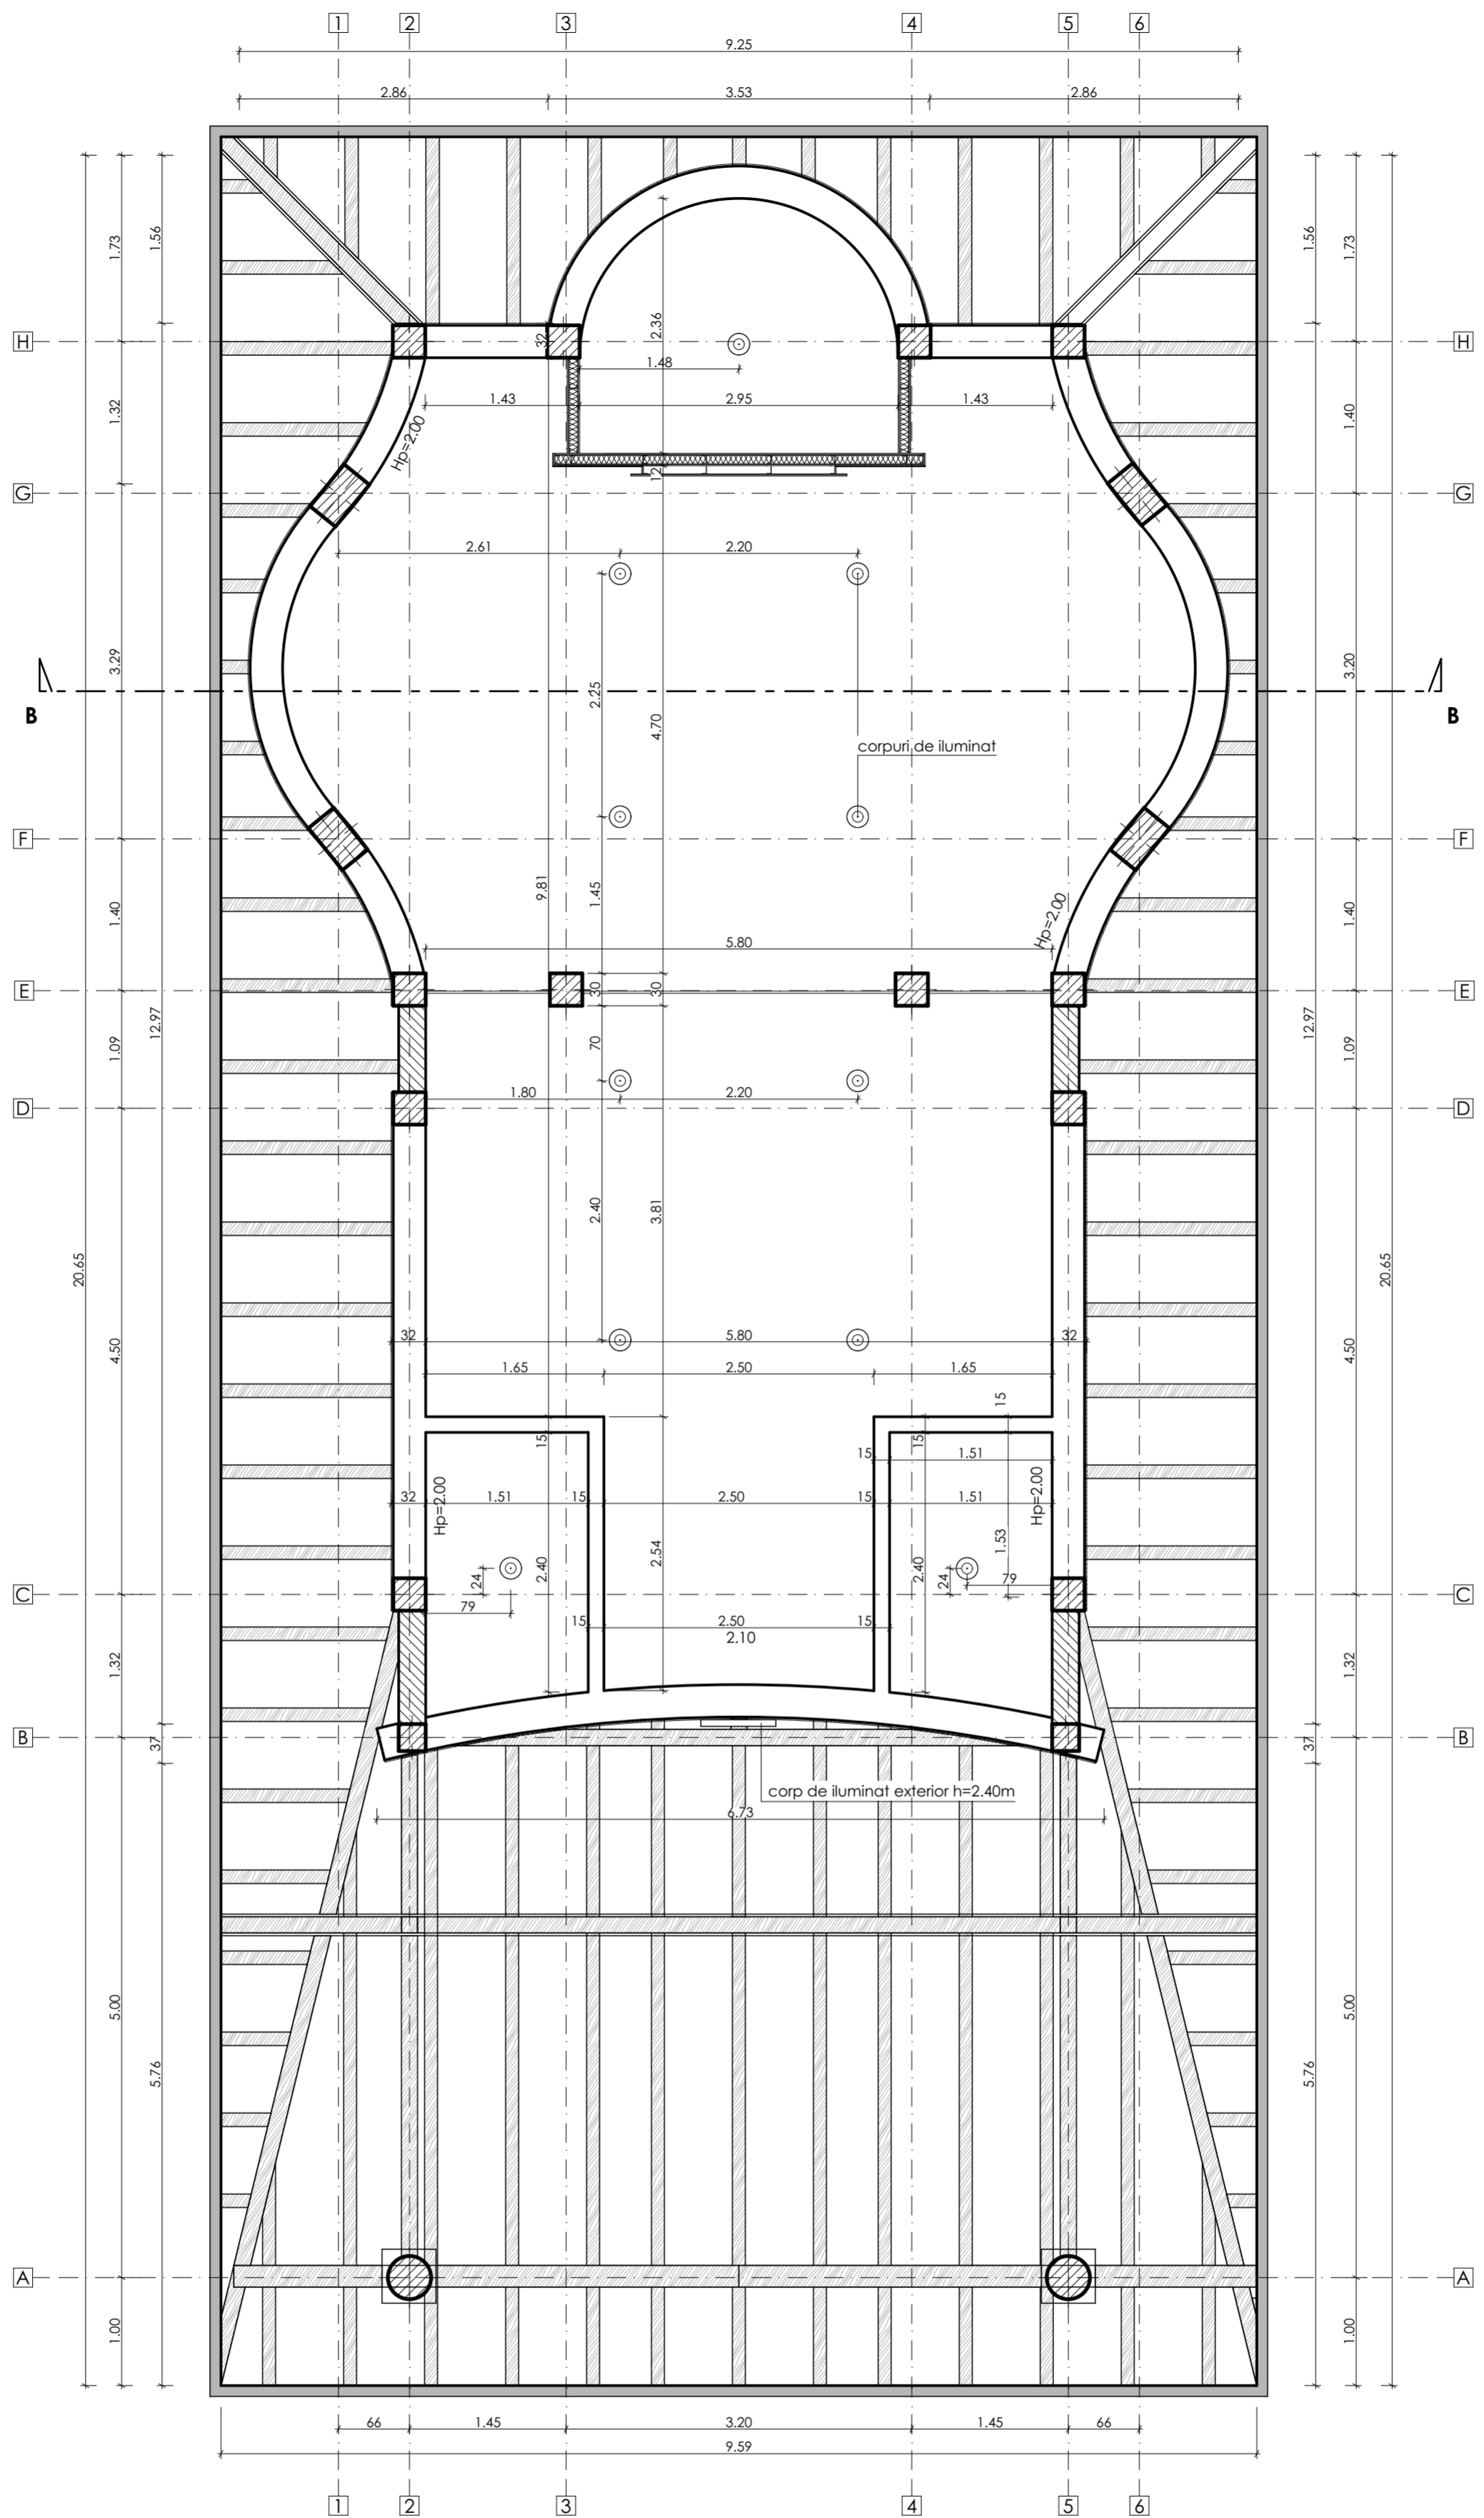 1 2 3 4 5 6
9.25
2.86 3.53 2.86
1.73 1.56 1.56 1.73
2.36
H 32 H
1.48
1.32 1.43 2.95 1.43 1.40
Hp=2.00
12
G G
2.61 2.20
3.29 2.25 4.70 3.20
B B
corpuri de iluminat
F F
9.81 1.45
1.40 Hp=2.00 1.40
5.80
E 30 30 E
12.97 1.09 70 1.09 12.97
1.80 2.20
D D
2.40 3.81
20.65 20.65
4.50 32 5.80 32 4.50
1.65 2.50 1.65
15
15 15
15 1.51
Hp=2.00 Hp=2.00
32 1.51 15 2.50 15 1.51
2.40 2.54 2.40 1.53
24 24 79
C C
79
15 2.50 15
2.10
1.32 1.32
B 37 37 B
corp de iluminat exterior h=2.40m
6.73
5.00 5.00
5.76 5.76
A A
1.00 1.00
66 1.45 3.20 1.45 66
9.59
1 2 3 4 5 6